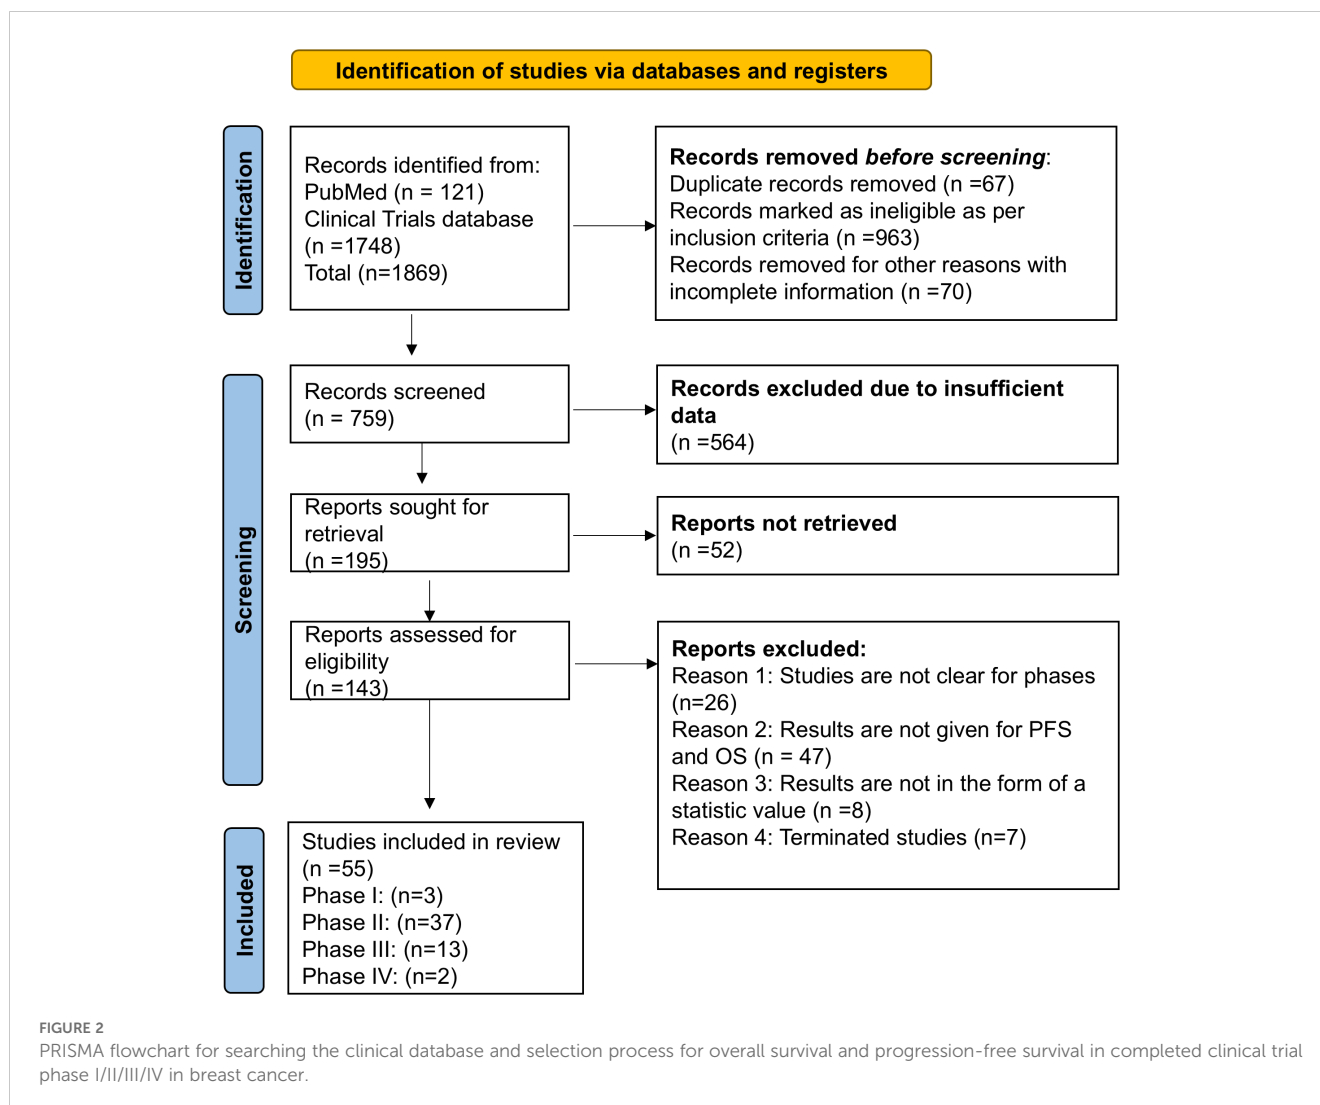 Identification of studies via databases and registers
Identification
Records identified from:
PubMed (n = 121)
Clinical Trials database
(n =1748)
Total (n=1869)
Records removed before screening:
Duplicate records removed (n =67)
Records marked as ineligible as per
inclusion criteria (n =963)
Records removed for other reasons with
incomplete information (n =70)
Screening
Records screened
(n = 759)
Records excluded due to insufficient
data
(n =564)
Reports sought for
retrieval
(n =195)
Reports not retrieved
(n =52)
Reports assessed for
eligibility
(n =143)
Reports excluded:
Reason 1: Studies are not clear for phases
(n=26)
Reason 2: Results are not given for PFS
and OS (n = 47)
Reason 3: Results are not in the form of a
statistic value (n =8)
Reason 4: Terminated studies (n=7)
Included
Studies included in review
(n =55)
Phase I: (n=3)
Phase II: (n=37)
Phase III: (n=13)
Phase IV: (n=2)
FIGURE 2
PRISMA flowchart for searching the clinical database and selection process for overall survival and progression-free survival in completed clinical trial
phase I/II/III/IV in breast cancer.